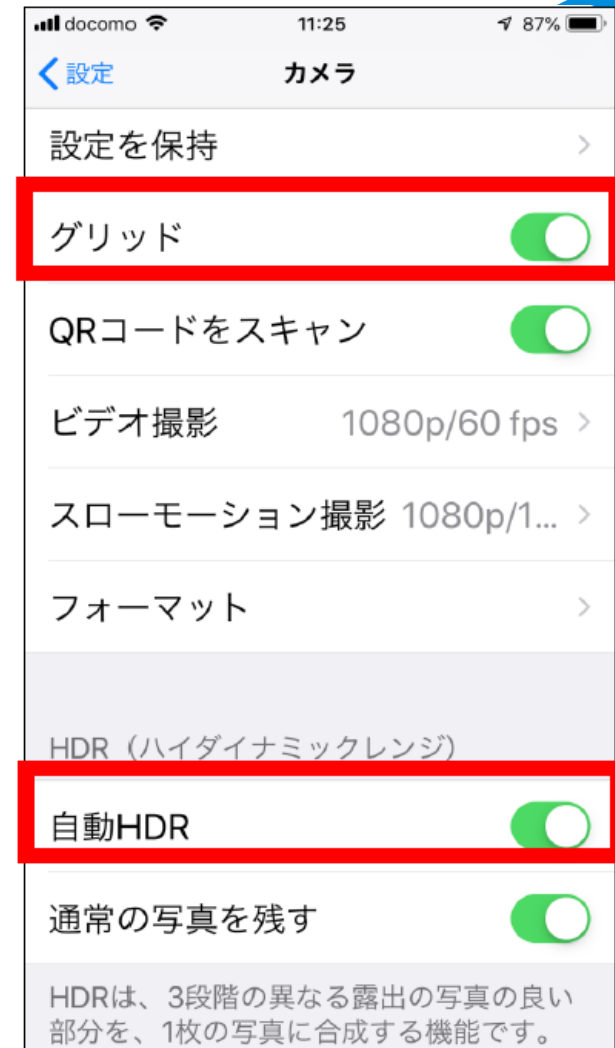 docomo 11:25 87%
設定 カメラ
設定を保持
グリッド
QRコードをスキャン
ビデオ撮影 1080p/60 fps
スローモーション撮影 1080p/1...
フォーマット
HDR（ハイダイナミックレンジ）
自動HDR
通常の写真を残す
HDRは、3段階の異なる露出の写真の良い
部分を、1枚の写真に合成する機能です。